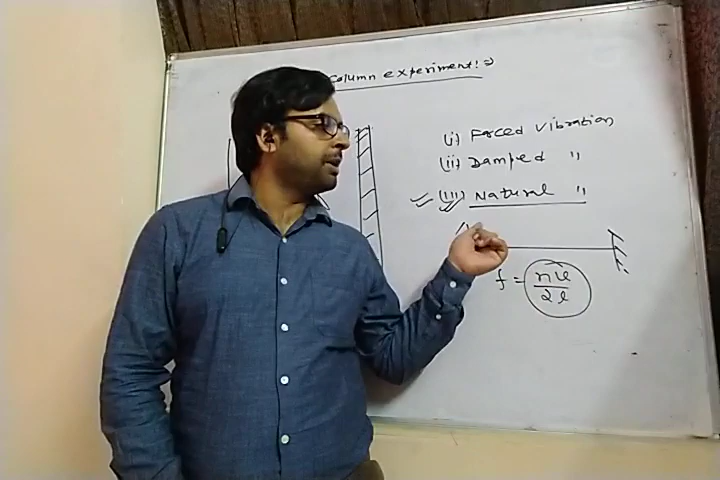 column experiment :⇒
(i) Forced vibration
(ii) Damped "
(iii) Natural "
f = nv/2l